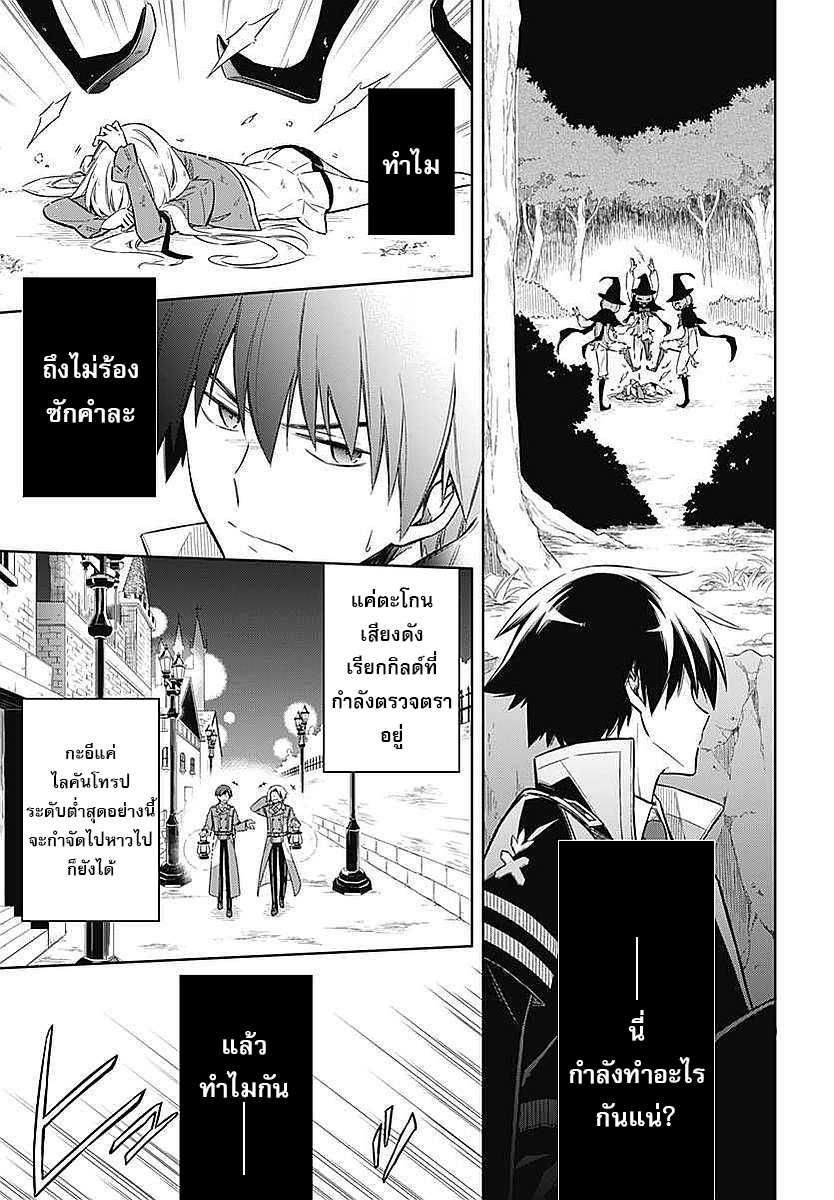 นี่
กำลังทำอะไร
กันแน่?
ทำไม
ถึงไม่ร้อง
ซักคำละ
แค่ตะโกน
เสียงดัง
เรียกกิลด์ที่
กำลังตรวจตรา
อยู่
กะอีแค่
ไลคันโทรป
ระดับต่ำสุดอย่างนี้
จะกำจัดไปหาวไป
ก็ยังได้
แล้ว
ทำไมกัน
ヒュッ